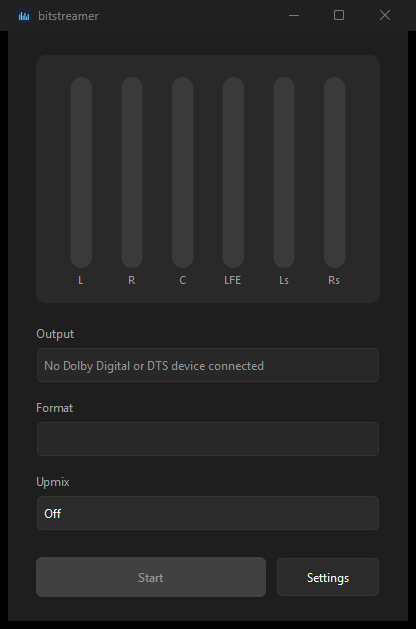 bitstreamer
L R C LFE Ls Rs
Output
No Dolby Digital or DTS device connected
Format
Upmix
Off
Start Settings